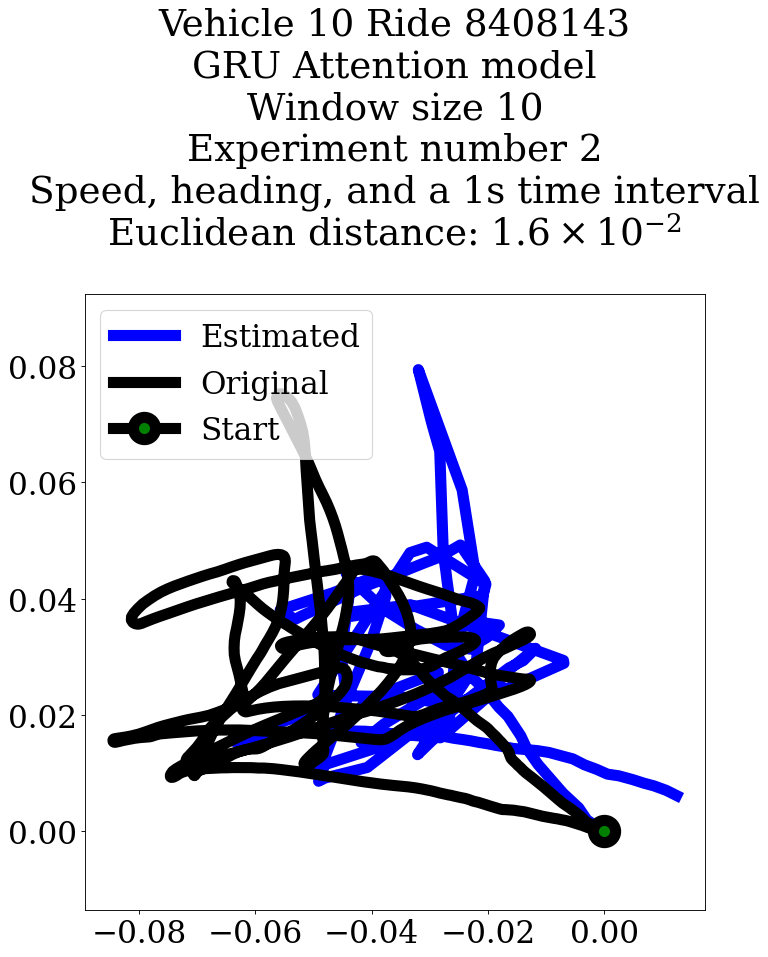 Vehicle 10 Ride 8408143
GRU Attention model
Window size 10
Experiment number 2
Speed, heading, and a 1s time interval
Euclidean distance: 1.6 × 10⁻²
Estimated
Original
Start
0.08
0.06
0.04
0.02
0.00
−0.08 −0.06 −0.04 −0.02 0.00